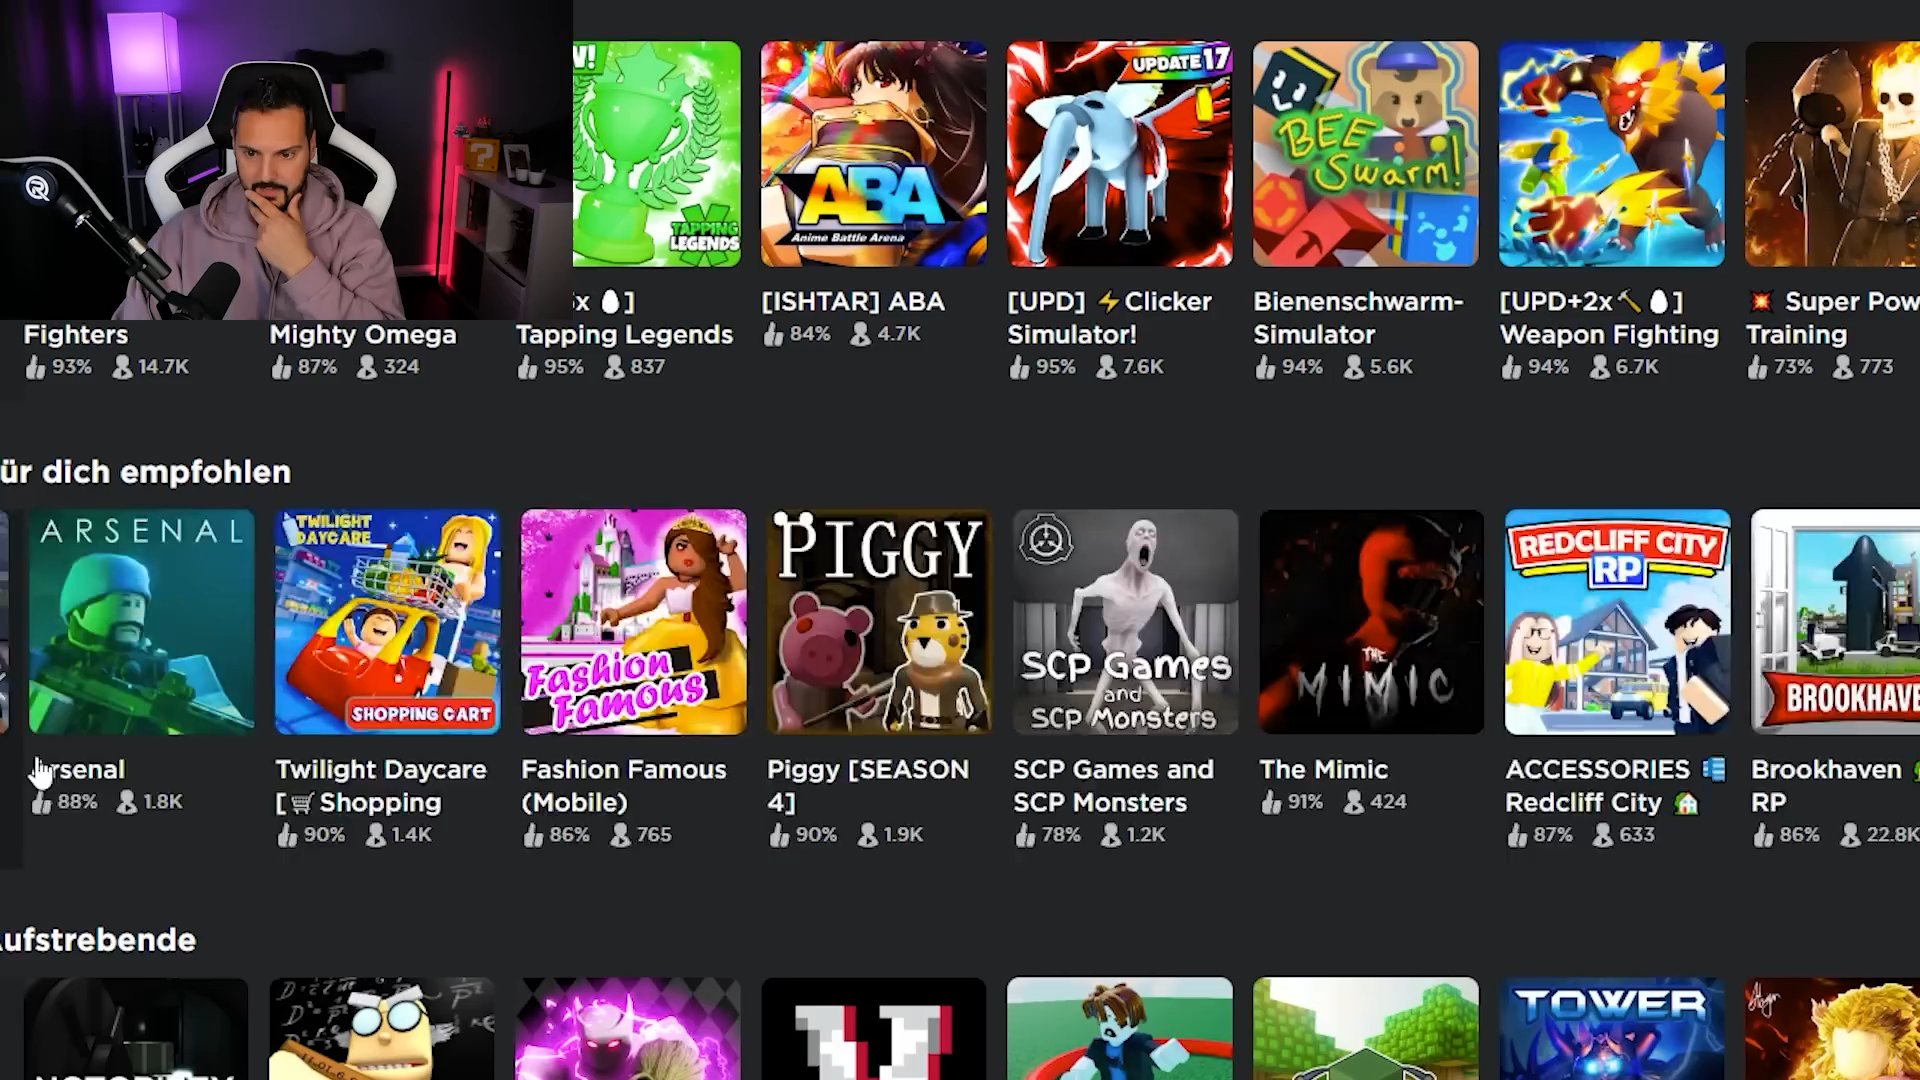 W!
TAPPING
LEGENDS
ABA
Anime Battle Arena
UPDATE 17
BEE
Swarm!
?
Fighters
93% 14.7K
Mighty Omega
87% 324
x ]
Tapping Legends
95% 837
[ISHTAR] ABA
84% 4.7K
[UPD] ⚡Clicker
Simulator!
95% 7.6K
Bienenschwarm-
Simulator
94% 5.6K
[UPD+2x🔨🥚]
Weapon Fighting
94% 6.7K
💥 Super Pow
Training
73% 773
ür dich empfohlen
ARSENAL
TWILIGHT
DAYCARE
SHOPPING CART
Fashion
Famous
PIGGY
SCP Games
and
SCP Monsters
THE
MIMIC
REDCLIFF CITY
RP
BROOKHAVE
rsenal
88% 1.8K
Twilight Daycare
[🛒Shopping
90% 1.4K
Fashion Famous
(Mobile)
86% 765
Piggy [SEASON
4]
90% 1.9K
SCP Games and
SCP Monsters
78% 1.2K
The Mimic
91% 424
ACCESSORIES
Redcliff City 🏠
87% 633
Brookhaven
RP
86% 22.8K
ufstrebende
TOWER